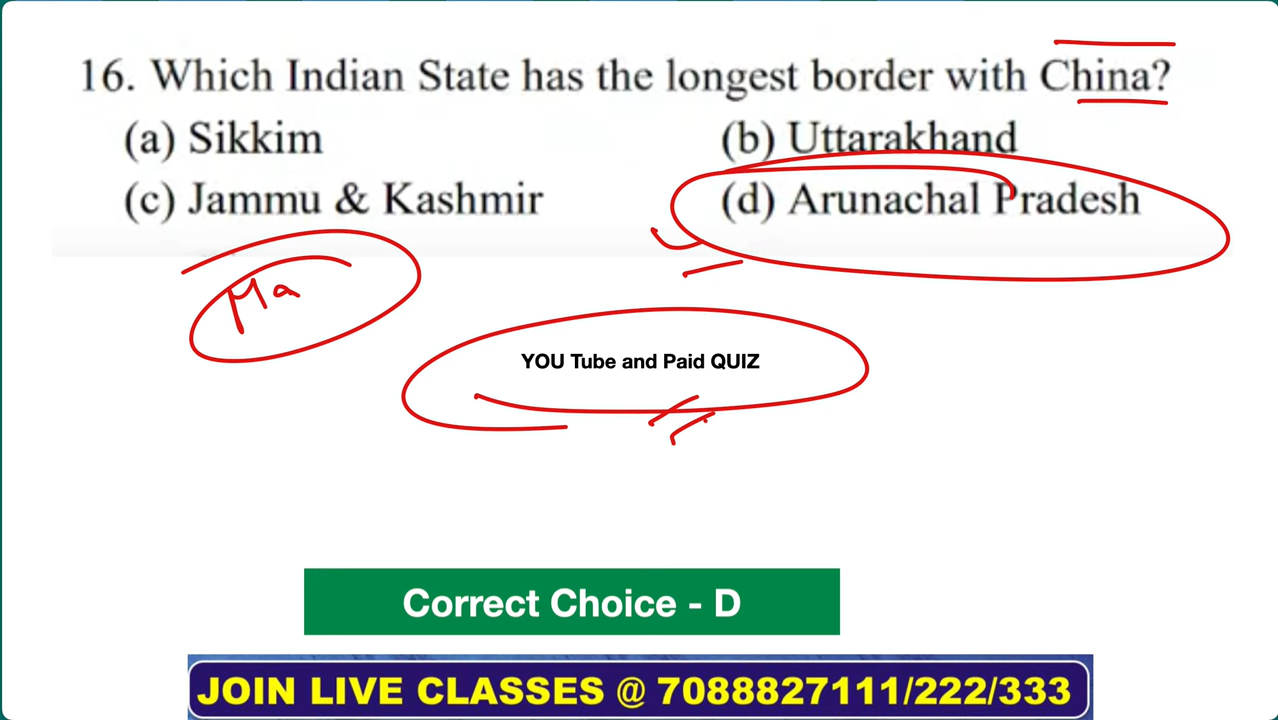 16. Which Indian State has the longest border with China?
(a) Sikkim
(b) Uttarakhand
(c) Jammu & Kashmir
(d) Arunachal Pradesh
Ma
YOU Tube and Paid QUIZ
Correct Choice - D
JOIN LIVE CLASSES @ 7088827111/222/333